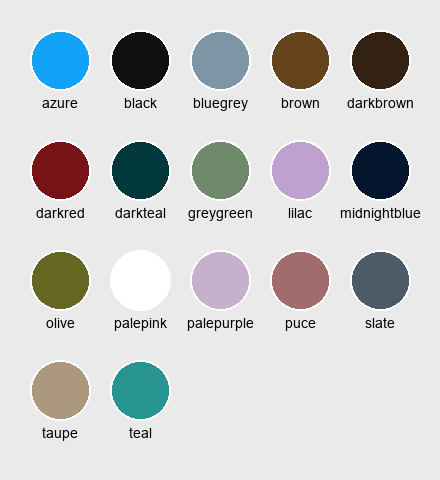 azure black bluegrey brown darkbrown
darkred darkteal greygreen lilac midnightblue
olive palepink palepurple puce slate
taupe teal